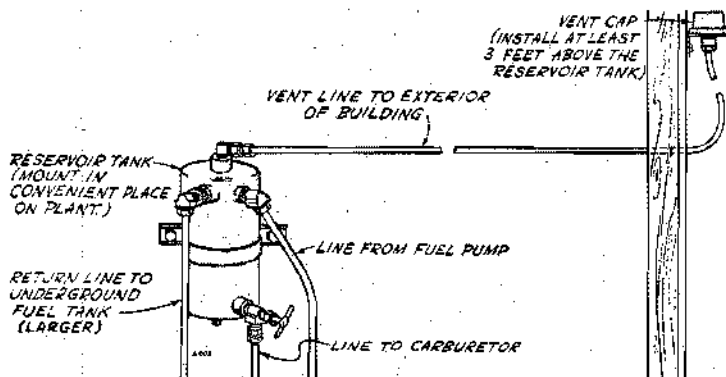 VENT CAP
(INSTALL AT LEAST
3 FEET ABOVE THE
RESERVOIR TANK)
VENT LINE TO EXTERIOR
OF BUILDING
RESERVOIR TANK
(MOUNT IN
CONVENIENT PLACE
ON PLANT.)
LINE FROM FUEL PUMP
RETURN LINE TO
UNDERGROUND
FUEL TANK
(LARGER)
LINE TO CARBURETOR